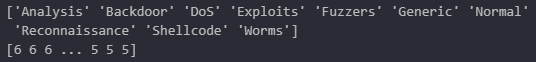 ['Analysis' 'Backdoor' 'DoS' 'Exploits' 'Fuzzers' 'Generic' 'Normal'
 'Reconnaissance' 'Shellcode' 'Worms']
[6 6 6 ... 5 5 5]